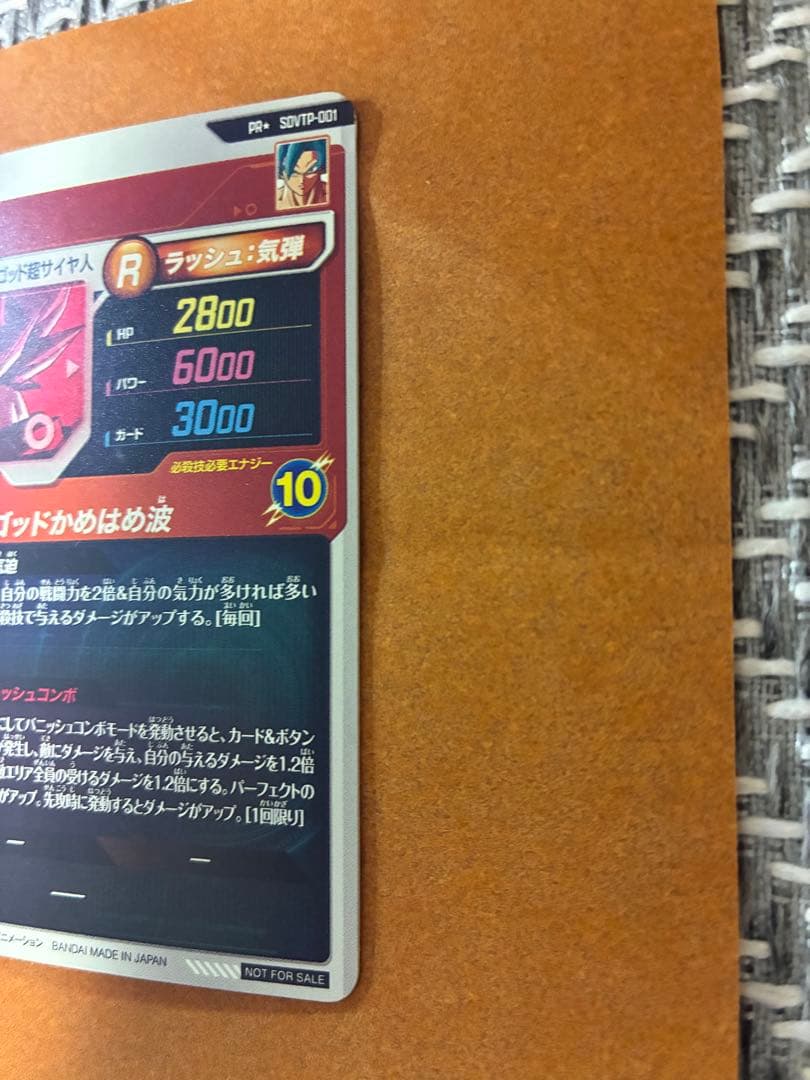 PR★ SDVTP-001
ゴッド超サイヤ人
R ラッシュ:気弾
HP 2800
パワー 6000
ガード 3000
必殺技必要エナジー
10
ゴッドかめはめ波
は
自分の戦闘力を2倍&自分の気力が多ければ多い
殺技で与えるダメージがアップする。[毎回]
ッシュコンボ
にしてバニッシュコンボモードを発動させると、カード&ボタン
が発生し、敵にダメージを与え、自分の与えるダメージを1.2倍
エリア全員の受けるダメージを1.2倍にする。パーフェクトの
がアップ。先攻時に発動するとダメージがアップ。[1回限り]
ニメーション BANDAI MADE IN JAPAN
NOT FOR SALE